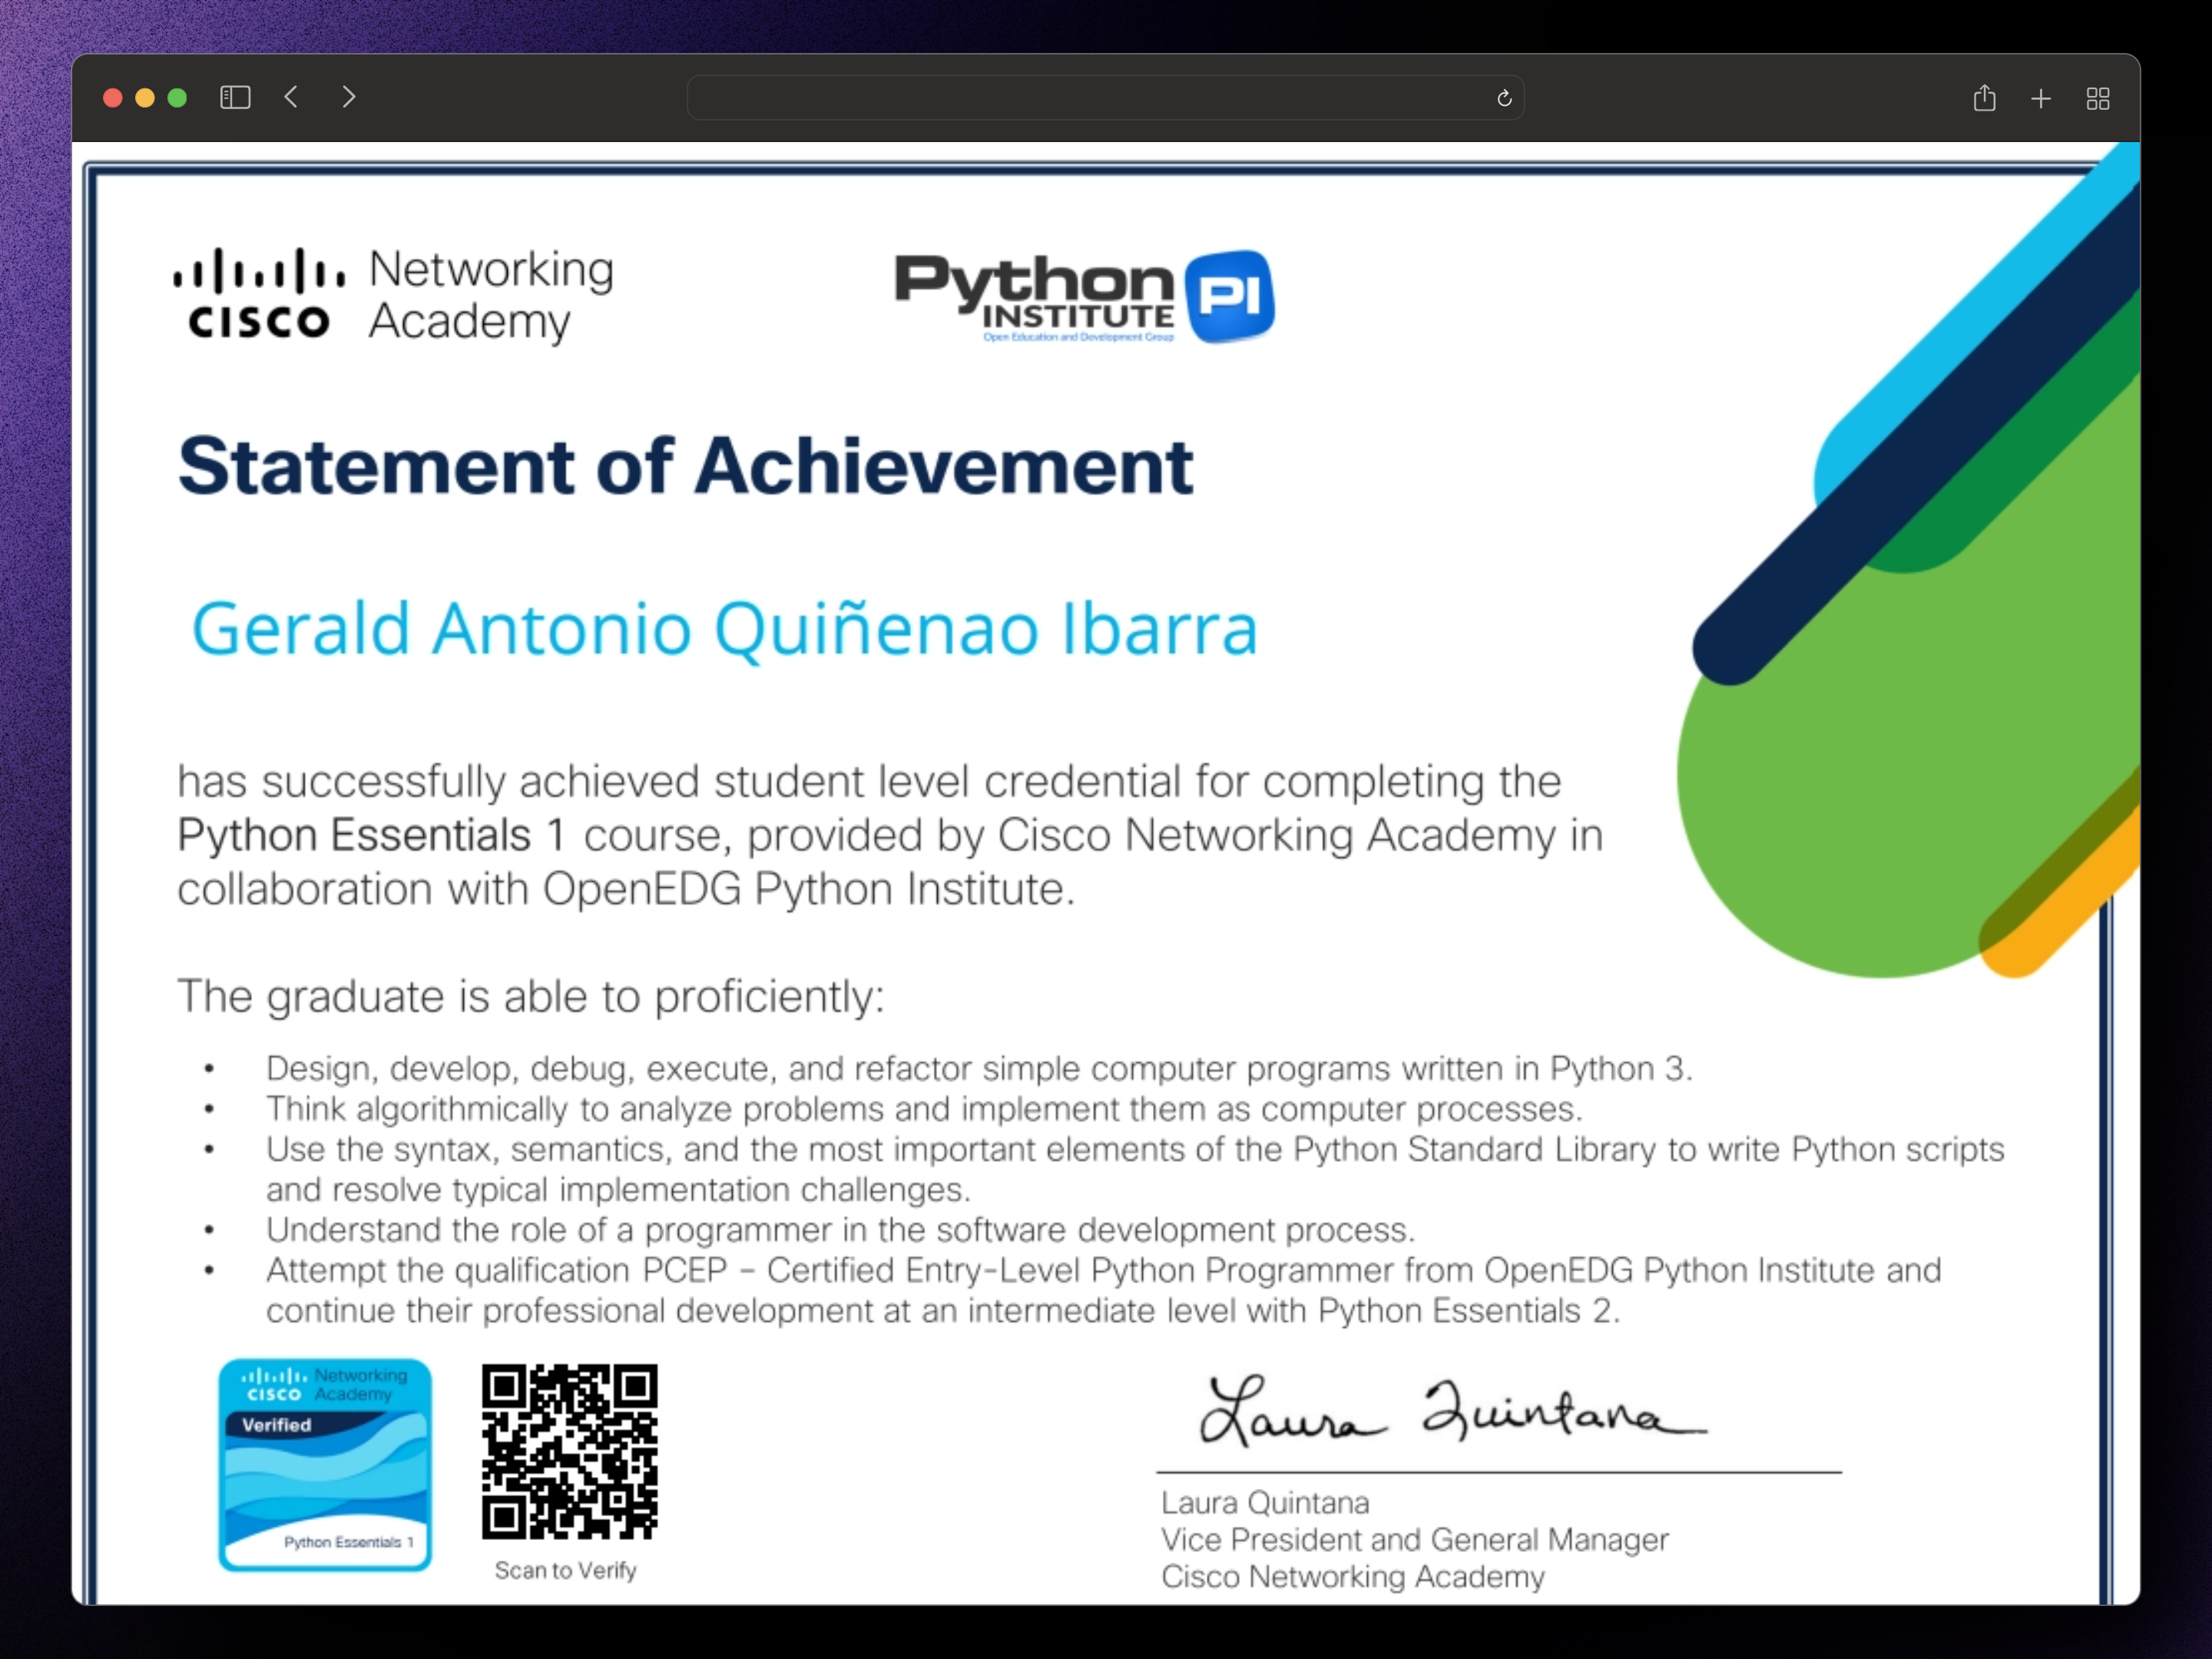 Networking
Academy
CISCO
Python
INSTITUTE
Open Education and Development Group
PI
Statement of Achievement
Gerald Antonio Quiñenao Ibarra
has successfully achieved student level credential for completing the
Python Essentials 1 course, provided by Cisco Networking Academy in
collaboration with OpenEDG Python Institute.
The graduate is able to proficiently:
• Design, develop, debug, execute, and refactor simple computer programs written in Python 3.
• Think algorithmically to analyze problems and implement them as computer processes.
• Use the syntax, semantics, and the most important elements of the Python Standard Library to write Python scripts
and resolve typical implementation challenges.
• Understand the role of a programmer in the software development process.
• Attempt the qualification PCEP – Certified Entry-Level Python Programmer from OpenEDG Python Institute and
continue their professional development at an intermediate level with Python Essentials 2.
Networking
CISCO Academy
Verified
Python Essentials 1
Scan to Verify
Laura Quintana
Laura Quintana
Vice President and General Manager
Cisco Networking Academy